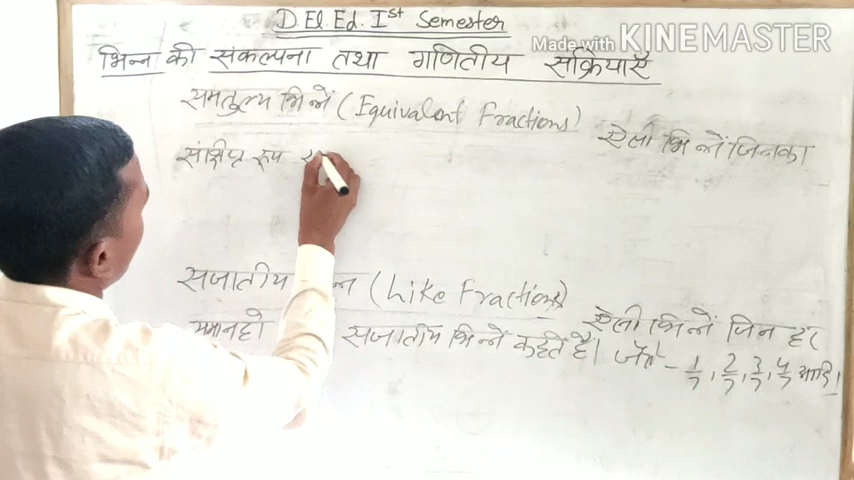 D El. Ed. Ist Semester
Made with KINEMASTER
भिन्न की संकल्पना तथा गणितीय संक्रियाएँ
समतुल्य भिन्नें (Equivalent Fractions) ऐसी भिन्नें जिनका
संक्षिप्त रूप
सजातीय (Like Fractions) ऐसी भिन्नें जिन हर
समान हो सजातीय भिन्नें कहते हैं। जैसे - 1/7, 2/7, 3/7, 4/7 आदि।